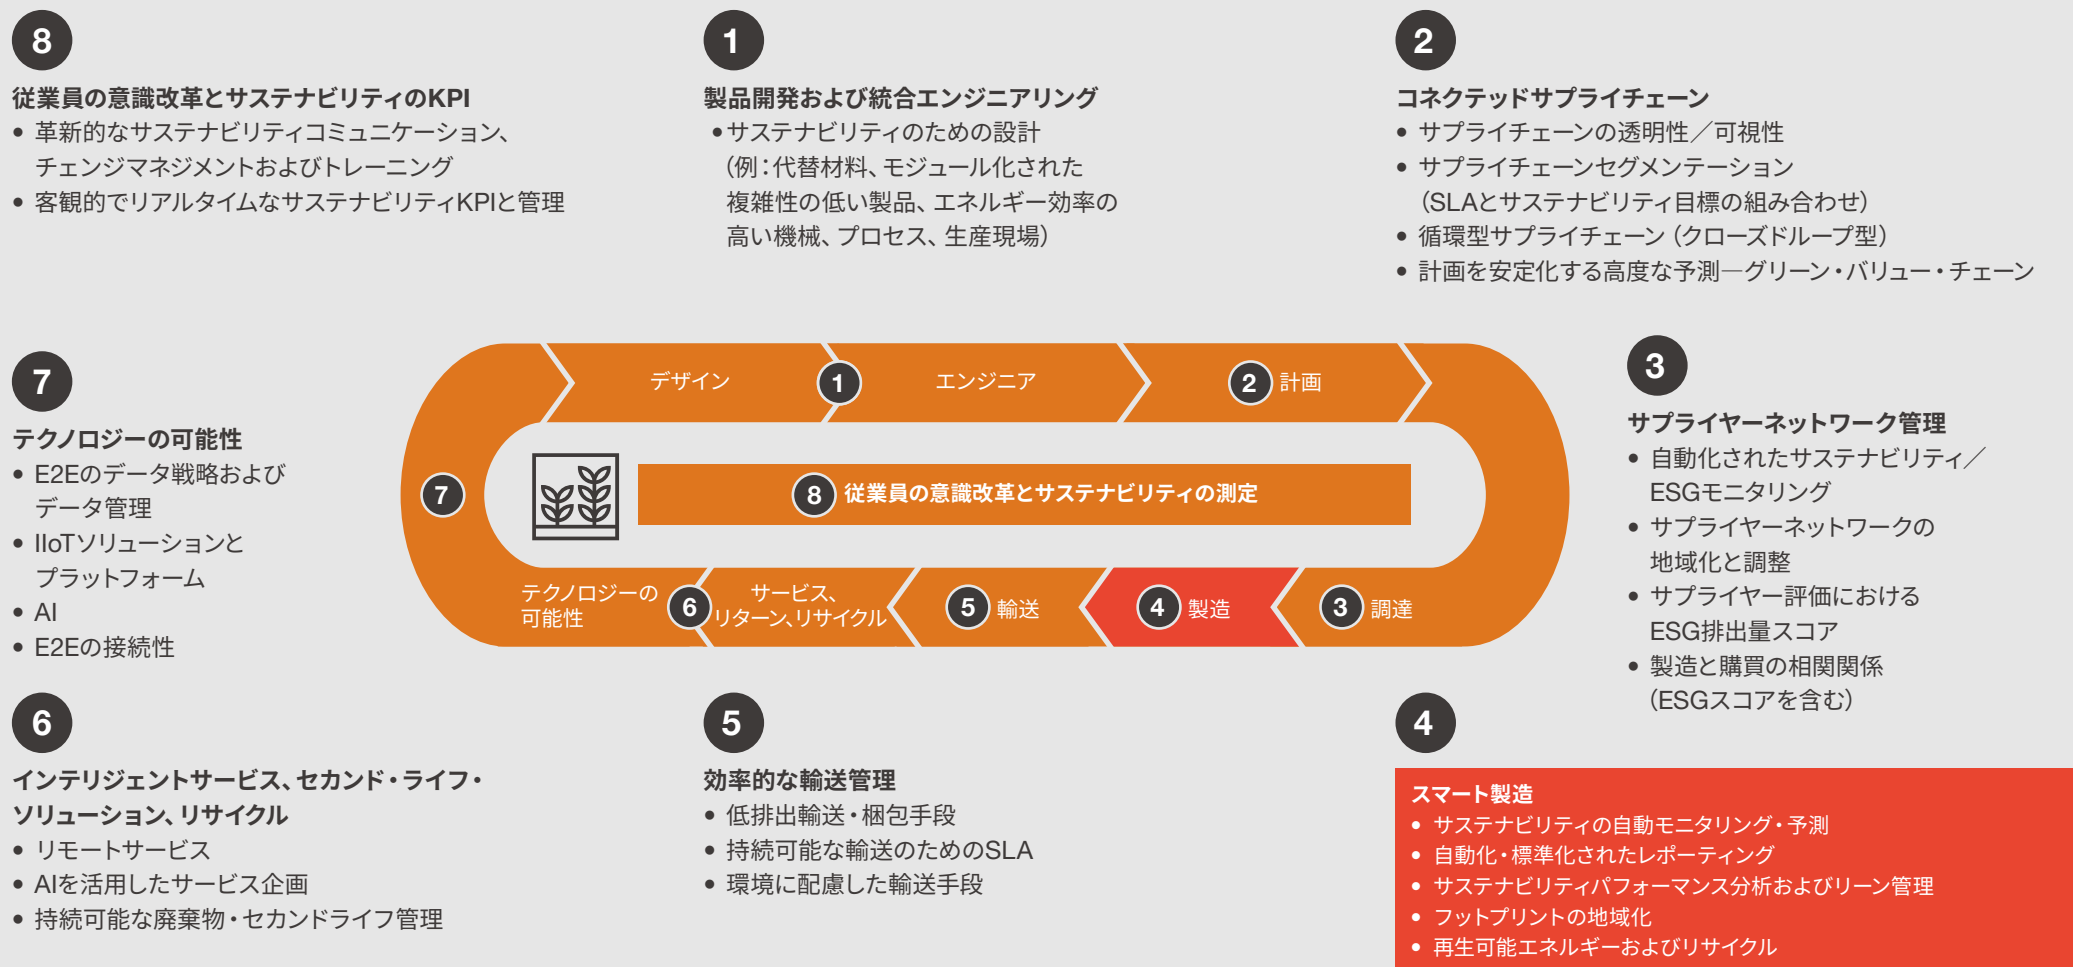 8
従業員の意識改革とサステナビリティのKPI
• 革新的なサステナビリティコミュニケーション、
チェンジマネジメントおよびトレーニング
• 客観的でリアルタイムなサステナビリティKPIと管理
1
製品開発および統合エンジニアリング
•サステナビリティのための設計
（例：代替材料、モジュール化された
複雑性の低い製品、エネルギー効率の
高い機械、プロセス、生産現場）
2
コネクテッドサプライチェーン
• サプライチェーンの透明性／可視性
• サプライチェーンセグメンテーション
（SLAとサステナビリティ目標の組み合わせ）
• 循環型サプライチェーン（クローズドループ型）
• 計画を安定化する高度な予測―グリーン・バリュー・チェーン
7
テクノロジーの可能性
• E2Eのデータ戦略および
データ管理
• IIoTソリューションと
プラットフォーム
• AI
• E2Eの接続性
デザイン
1
エンジニア
2 計画
7
8 従業員の意識改革とサステナビリティの測定
テクノロジーの
可能性
6
サービス、
リターン、リサイクル
5 輸送
4 製造
3 調達
3
サプライヤーネットワーク管理
• 自動化されたサステナビリティ／
ESGモニタリング
• サプライヤーネットワークの
地域化と調整
• サプライヤー評価における
ESG排出量スコア
• 製造と購買の相関関係
（ESGスコアを含む）
6
インテリジェントサービス、セカンド・ライフ・
ソリューション、リサイクル
• リモートサービス
• AIを活用したサービス企画
• 持続可能な廃棄物・セカンドライフ管理
5
効率的な輸送管理
• 低排出輸送・梱包手段
• 持続可能な輸送のためのSLA
• 環境に配慮した輸送手段
4
スマート製造
• サステナビリティの自動モニタリング・予測
• 自動化・標準化されたレポーティング
• サステナビリティパフォーマンス分析およびリーン管理
• フットプリントの地域化
• 再生可能エネルギーおよびリサイクル